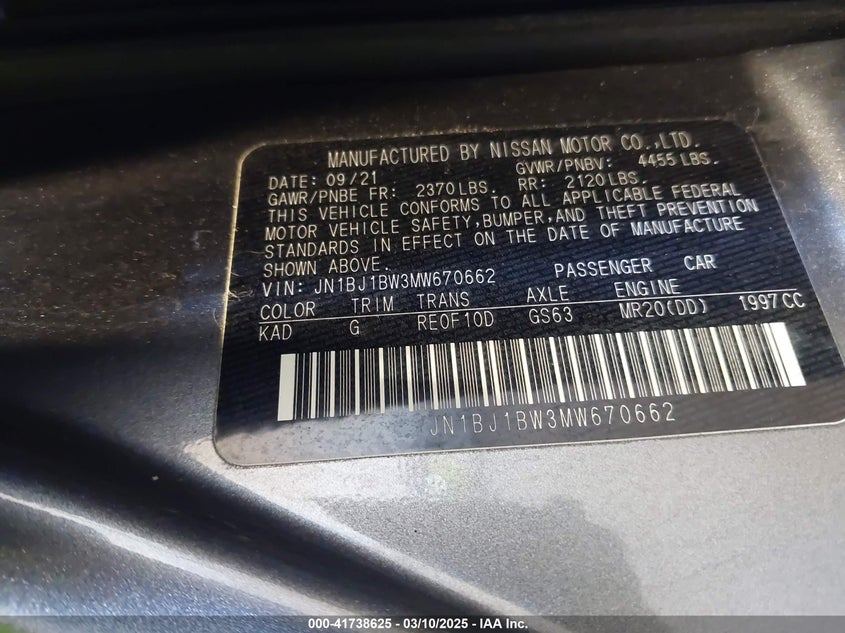 MANUFACTURED BY NISSAN MOTOR CO.,LTD.
DATE: 09/21 GVWR/PNBV: 4455 LBS.
GAWR/PNBE FR: 2370 LBS. RR: 2120 LBS.
THIS VEHICLE CONFORMS TO ALL APPLICABLE FEDERAL
MOTOR VEHICLE SAFETY,BUMPER,AND THEFT PREVENTION
STANDARDS IN EFFECT ON THE DATE OF MANUFACTURE
SHOWN ABOVE.
VIN: JN1BJ1BW3MW670662 PASSENGER CAR
COLOR TRIM TRANS AXLE ENGINE
KAD G RE0F10D GS63 MR20(DD) 1997 CC
JN1BJ1BW3MW670662
000-41738625 - 03/10/2025 - © IAA, Inc.